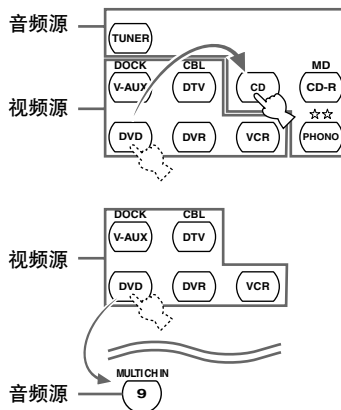 音频源
TUNER
DOCK CBL MD
V-AUX DTV CD CD-R
视频源
☆☆
DVD DVR VCR PHONO
DOCK CBL
V-AUX DTV
视频源
DVD DVR VCR
MULTI CH IN
音频源 9